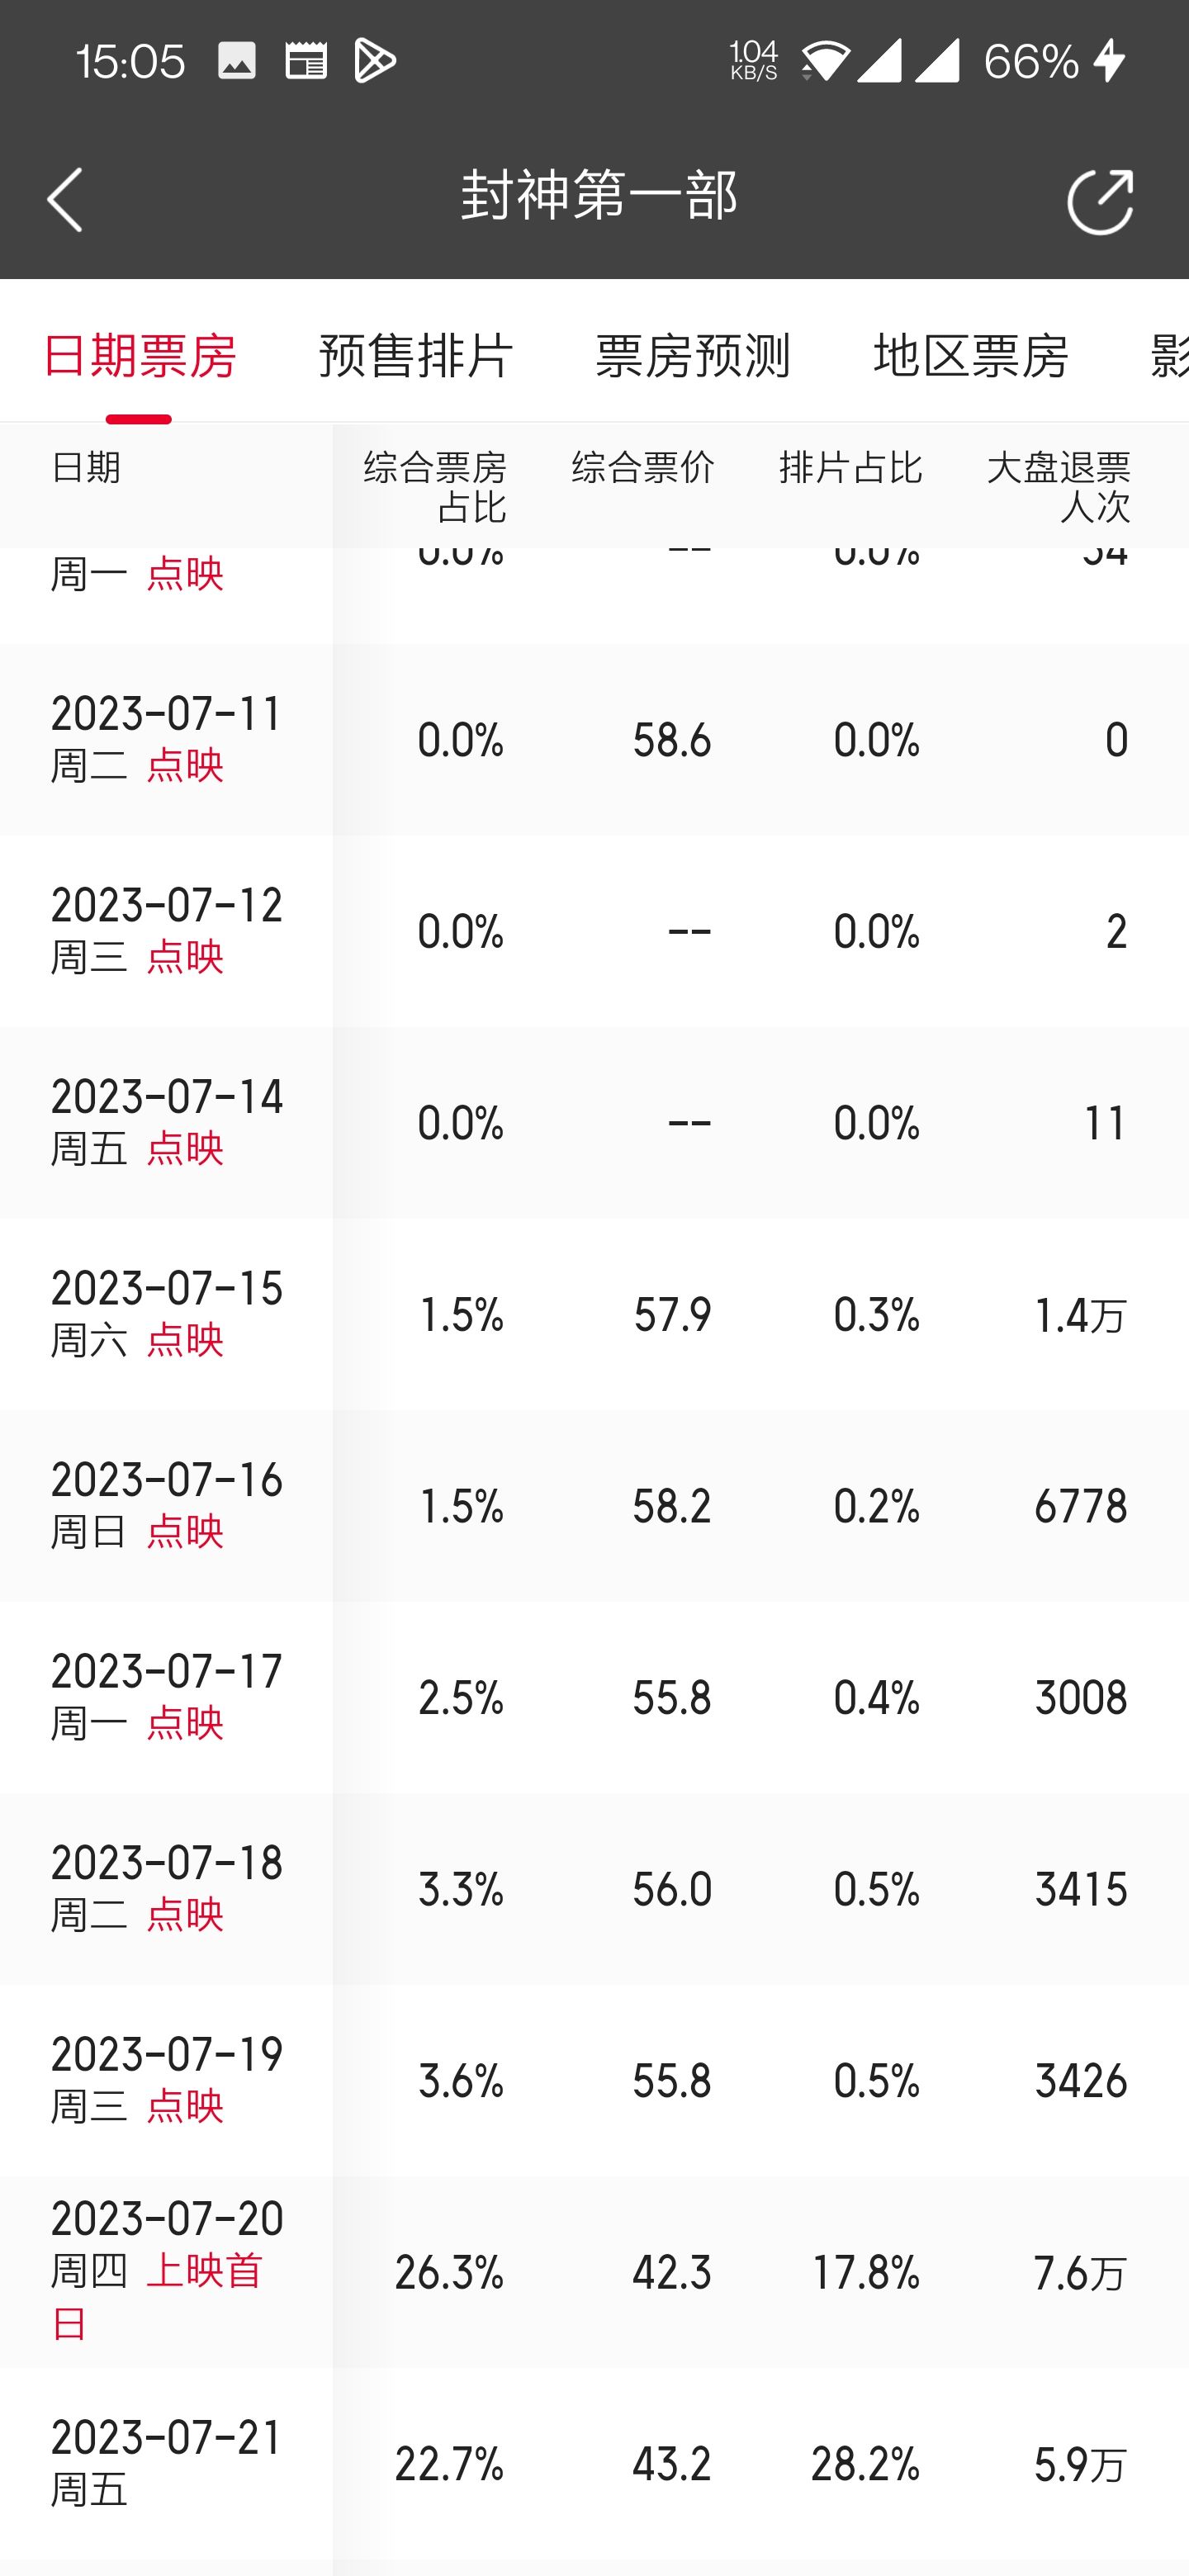 15:05
1.04
KB/S
66%
封神第一部
日期票房 预售排片 票房预测 地区票房 影
日期 综合票房占比 综合票价 排片占比 大盘退票人次
0.0% -- 0.0% 54
周一 点映
2023-07-11
周二 点映 0.0% 58.6 0.0% 0
2023-07-12
周三 点映 0.0% -- 0.0% 2
2023-07-14
周五 点映 0.0% -- 0.0% 11
2023-07-15
周六 点映 1.5% 57.9 0.3% 1.4万
2023-07-16
周日 点映 1.5% 58.2 0.2% 6778
2023-07-17
周一 点映 2.5% 55.8 0.4% 3008
2023-07-18
周二 点映 3.3% 56.0 0.5% 3415
2023-07-19
周三 点映 3.6% 55.8 0.5% 3426
2023-07-20
周四 上映首日 26.3% 42.3 17.8% 7.6万
2023-07-21
周五 22.7% 43.2 28.2% 5.9万